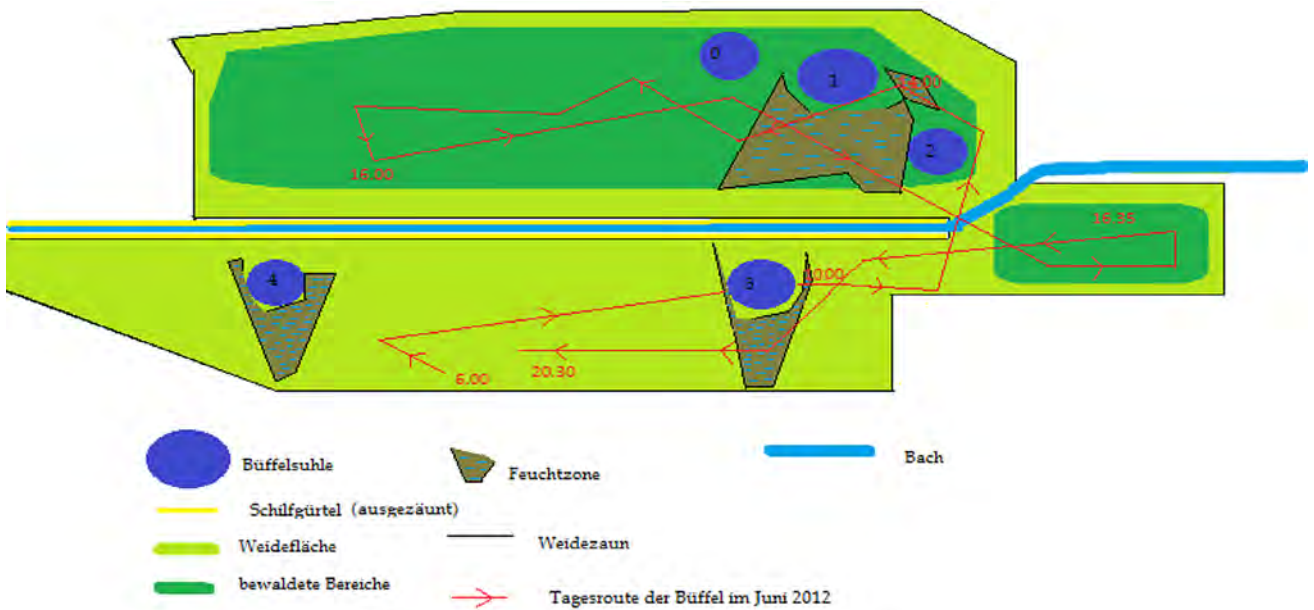 0
1
14.00
2
16.00
16.35
4
3
10.00
6.00
20.30
Büffelsuhle
Feuchtzone
Bach
Schilfgürtel (ausgezäunt)
Weidefläche
Weidezaun
bewaldete Bereiche
Tagesroute der Büffel im Juni 2012